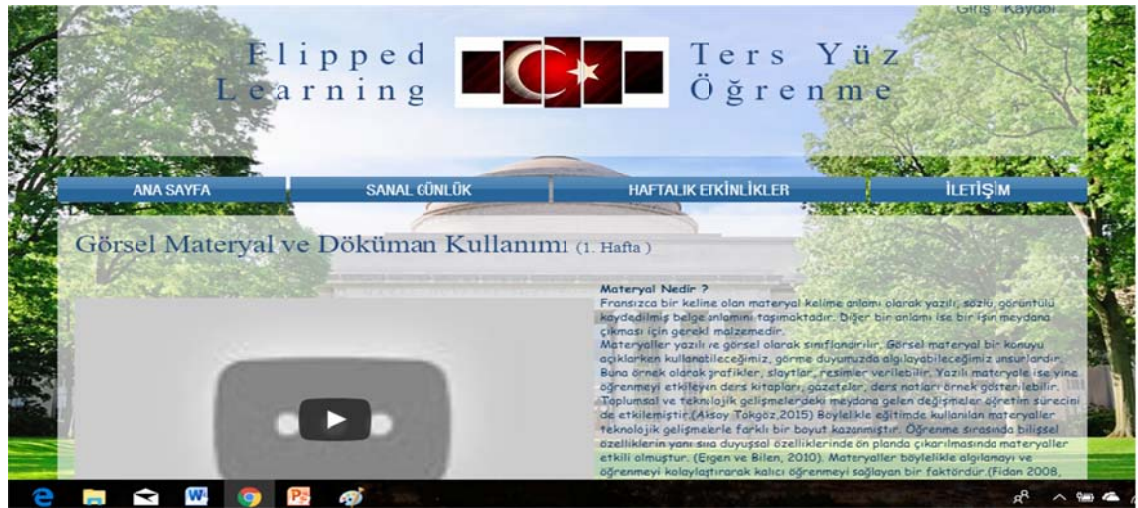 Giriş / Kaydol
Flipped
Learning
Ters Yüz
Öğrenme
ANA SAYFA
SANAL GÜNLÜK
HAFTALIK ETKİNLİKLER
İLETİŞİM
Görsel Materyal ve Döküman Kullanımı (1. Hafta )
Materyal Nedir ?
Fransızca bir keline olan materyal kelime anlamı olarak yazılı, sözlü, görüntülü
kaydedilmiş belge anlamını taşımaktadır. Diğer bir anlamı ise bir işin meydana
çıkması için gerekl malzemedir.
Materyaller yazılı ve görsel olarak sınıflandırılır. Görsel materyal bir konuyu
açıklarken kullanabileceğimiz, görme duyumuzda algılayabileceğimiz unsurlardır.
Buna örnek olarak grafikler, slaytlar, resimler verilebilir. Yazılı materyale ise yine
öğrenmeyi etkileyen ders kitapları, gazeteler, ders notları örnek gösterilebilir.
Toplumsal ve teknilojik gelişmelerdeki meydana gelen değişmeler öğretim sürecini
de etkilemiştir.(Aksoy Tokgöz,2015) Böylelikle eğitimde kullanılan materyaller
teknolojik gelişmelerle farklı bir boyut kazanmıştır. Öğrenme sırasında bilişsel
özelliklerin yanı sıra duyuşsal özelliklerinde ön planda çıkarılmasında materyaller
etkili olmuştur. (Ergen ve Bilen, 2010). Materyaller böylelikle algılamayı ve
öğrenmeyi kolaylaştırarak kalıcı öğrenmeyi sağlayan bir faktördür.(Fidan 2008,